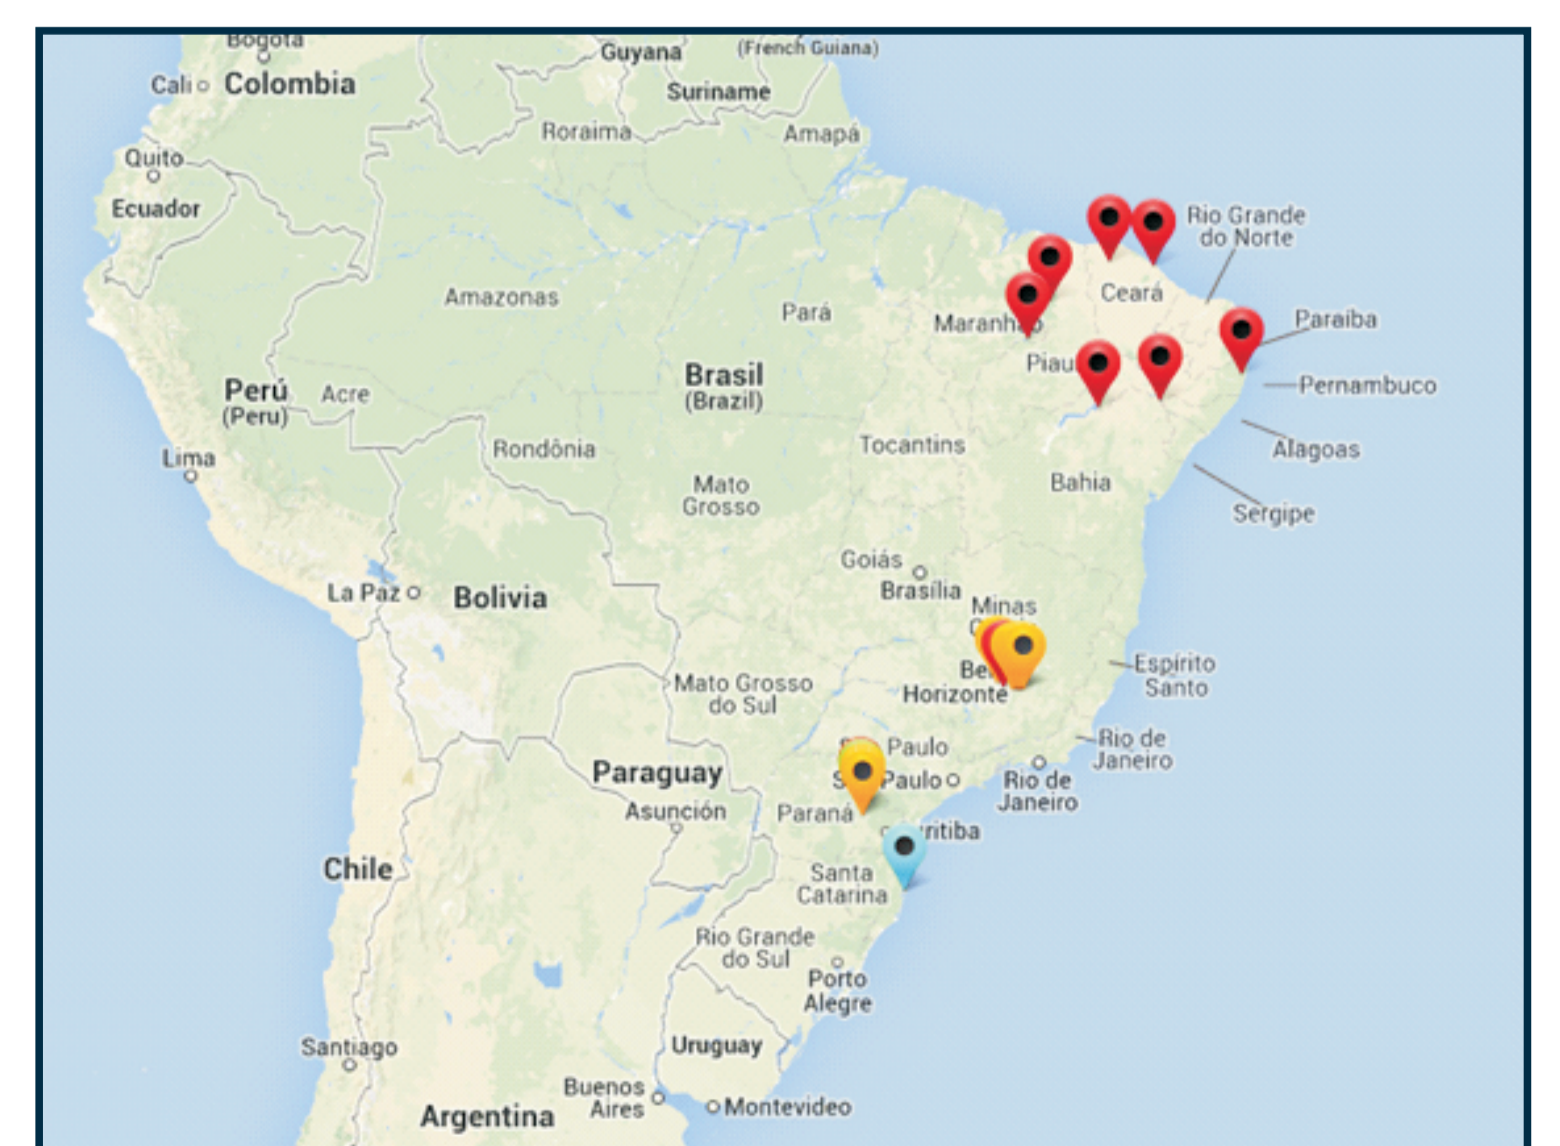 Bogotá
Cali
Colombia
Guyana
(French Guiana)
Suriname
Roraima
Amapá
Quito
Ecuador
Rio Grande
do Norte
Amazonas
Pará
Ceará
Maranhão
Paraíba
Piau
Brasil
(Brazil)
Perú
(Peru)
Acre
Pernambuco
Lima
Rondônia
Tocantins
Alagoas
Mato
Grosso
Bahia
Sergipe
Goiás
Brasília
La Paz
Bolivia
Minas
Be
Horizonte
Espírito
Santo
Mato Grosso
do Sul
Paulo
Rio de
Janeiro
Paraguay
Paulo
Rio de
Janeiro
Asunción
Paraná
ritiba
Chile
Santa
Catarina
Rio Grande
do Sul
Porto
Alegre
Santiago
Uruguay
Buenos
Aires
Montevideo
Argentina